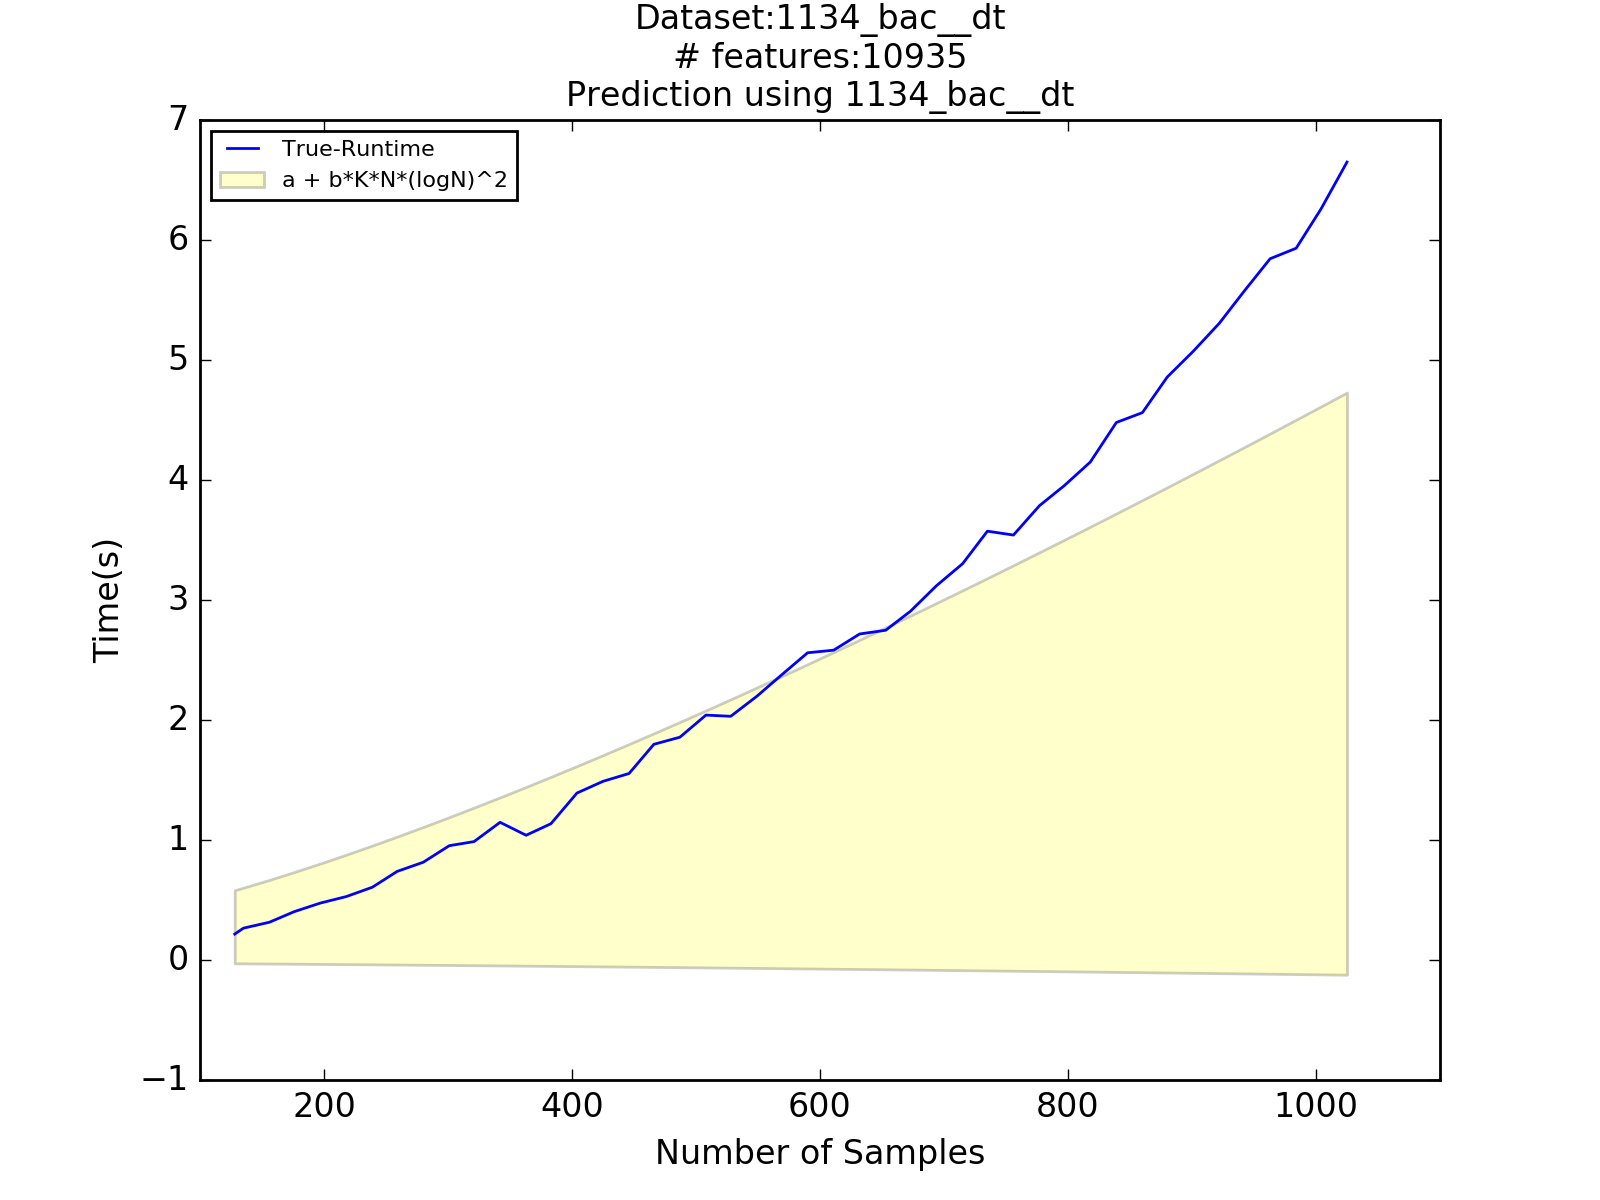 Dataset:1134_bac__dt
# features:10935
Prediction using 1134_bac__dt
True-Runtime
a + b*K*N*(logN)^2
7
6
5
4
3
2
1
0
−1
Time(s)
200 400 600 800 1000
Number of Samples